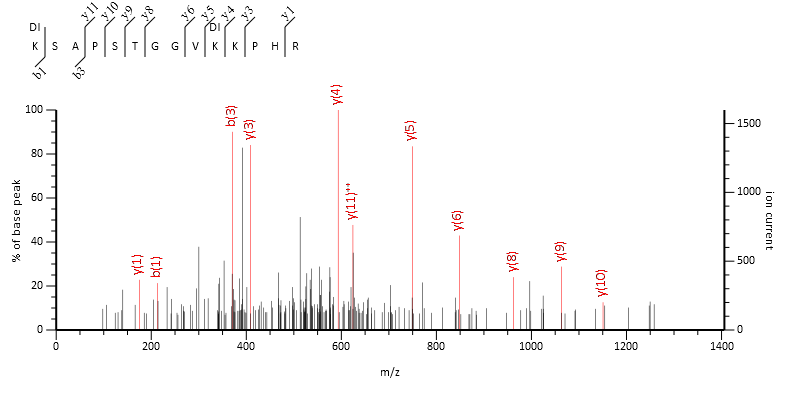 y11 y10 y9 y8 y6 y5 y4 y3 y1
DI DI
K S A P S T G G V K K P H R
b1 b3
% of base peak
100
80
60
40
20
0
y(1)
b(1)
b(3)
y(3)
y(4)
y(11)++
y(5)
y(6)
y(8)
y(9)
y(10)
1500
1000
500
0
ion current
0 200 400 600 800 1000 1200 1400
m/z